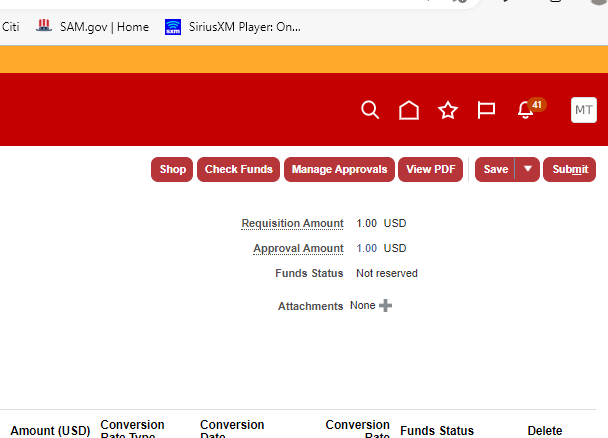 Citi SAM.gov | Home SiriusXM Player: On...
41
MT
Shop Check Funds Manage Approvals View PDF Save Submit
Requisition Amount 1.00 USD
Approval Amount 1.00 USD
Funds Status Not reserved
Attachments None
Amount (USD) Conversion Rate Type Conversion Date Conversion Rate Funds Status Delete